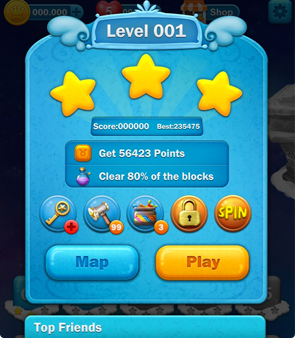 000.000
Shop
Level 001
Score:000000 Best:235475
Get 56423 Points
Clear 80% of the blocks
99
3
SPIN
Map
Play
Top Friends